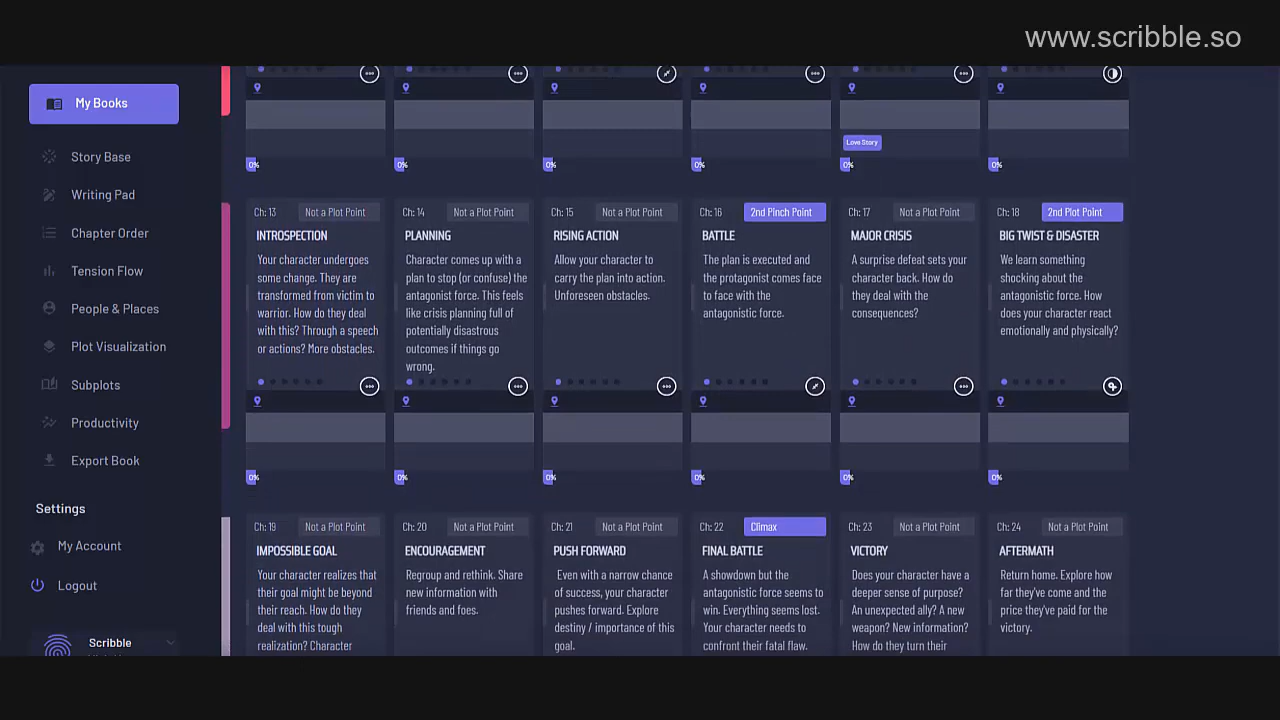 www.scribble.so
My Books
Story Base
Writing Pad
Chapter Order
Tension Flow
People & Places
Plot Visualization
Subplots
Productivity
Export Book
Settings
My Account
Logout
Scribble
Love Story
0%
0%
0%
0%
0%
0%
Ch: 13 Not a Plot Point
INTROSPECTION
Your character undergoes
some change. They are
transformed from victim to
warrior. How do they deal
with this? Through a speech
or actions? More obstacles.
0%
Ch: 14 Not a Plot Point
PLANNING
Character comes up with a
plan to stop (or confuse) the
antagonist force. This feels
like crisis planning full of
potentially disastrous
outcomes if things go
wrong.
0%
Ch: 15 Not a Plot Point
RISING ACTION
Allow your character to
carry the plan into action.
Unforeseen obstacles.
0%
Ch: 16 2nd Pinch Point
BATTLE
The plan is executed and
the protagonist comes face
to face with the
antagonistic force.
0%
Ch: 17 Not a Plot Point
MAJOR CRISIS
A surprise defeat sets your
character back. How do
they deal with the
consequences?
0%
Ch: 18 2nd Plot Point
BIG TWIST & DISASTER
We learn something
shocking about the
antagonistic force. How
does your character react
emotionally and physically?
0%
Ch: 19 Not a Plot Point
IMPOSSIBLE GOAL
Your character realizes that
their goal might be beyond
their reach. How do they
deal with this tough
realization? Character
Ch: 20 Not a Plot Point
ENCOURAGEMENT
Regroup and rethink. Share
new information with
friends and foes.
Ch: 21 Not a Plot Point
PUSH FORWARD
Even with a narrow chance
of success, your character
pushes forward. Explore
destiny / importance of this
goal.
Ch: 22 Climax
FINAL BATTLE
A showdown but the
antagonistic force seems to
win. Everything seems lost.
Your character needs to
confront their fatal flaw.
Ch: 23 Not a Plot Point
VICTORY
Does your character have a
deeper sense of purpose?
An unexpected ally? A new
weapon? New information?
How do they turn their
Ch: 24 Not a Plot Point
AFTERMATH
Return home. Explore how
far they've come and the
price they've paid for the
victory.